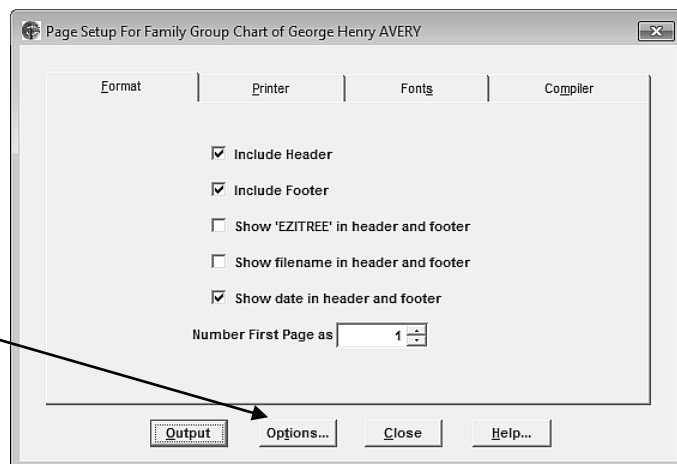 Page Setup For Family Group Chart of George Henry AVERY
Format Printer Fonts Compiler
Include Header
Include Footer
Show 'EZITREE' in header and footer
Show filename in header and footer
Show date in header and footer
Number First Page as 1
Output Options... Close Help...